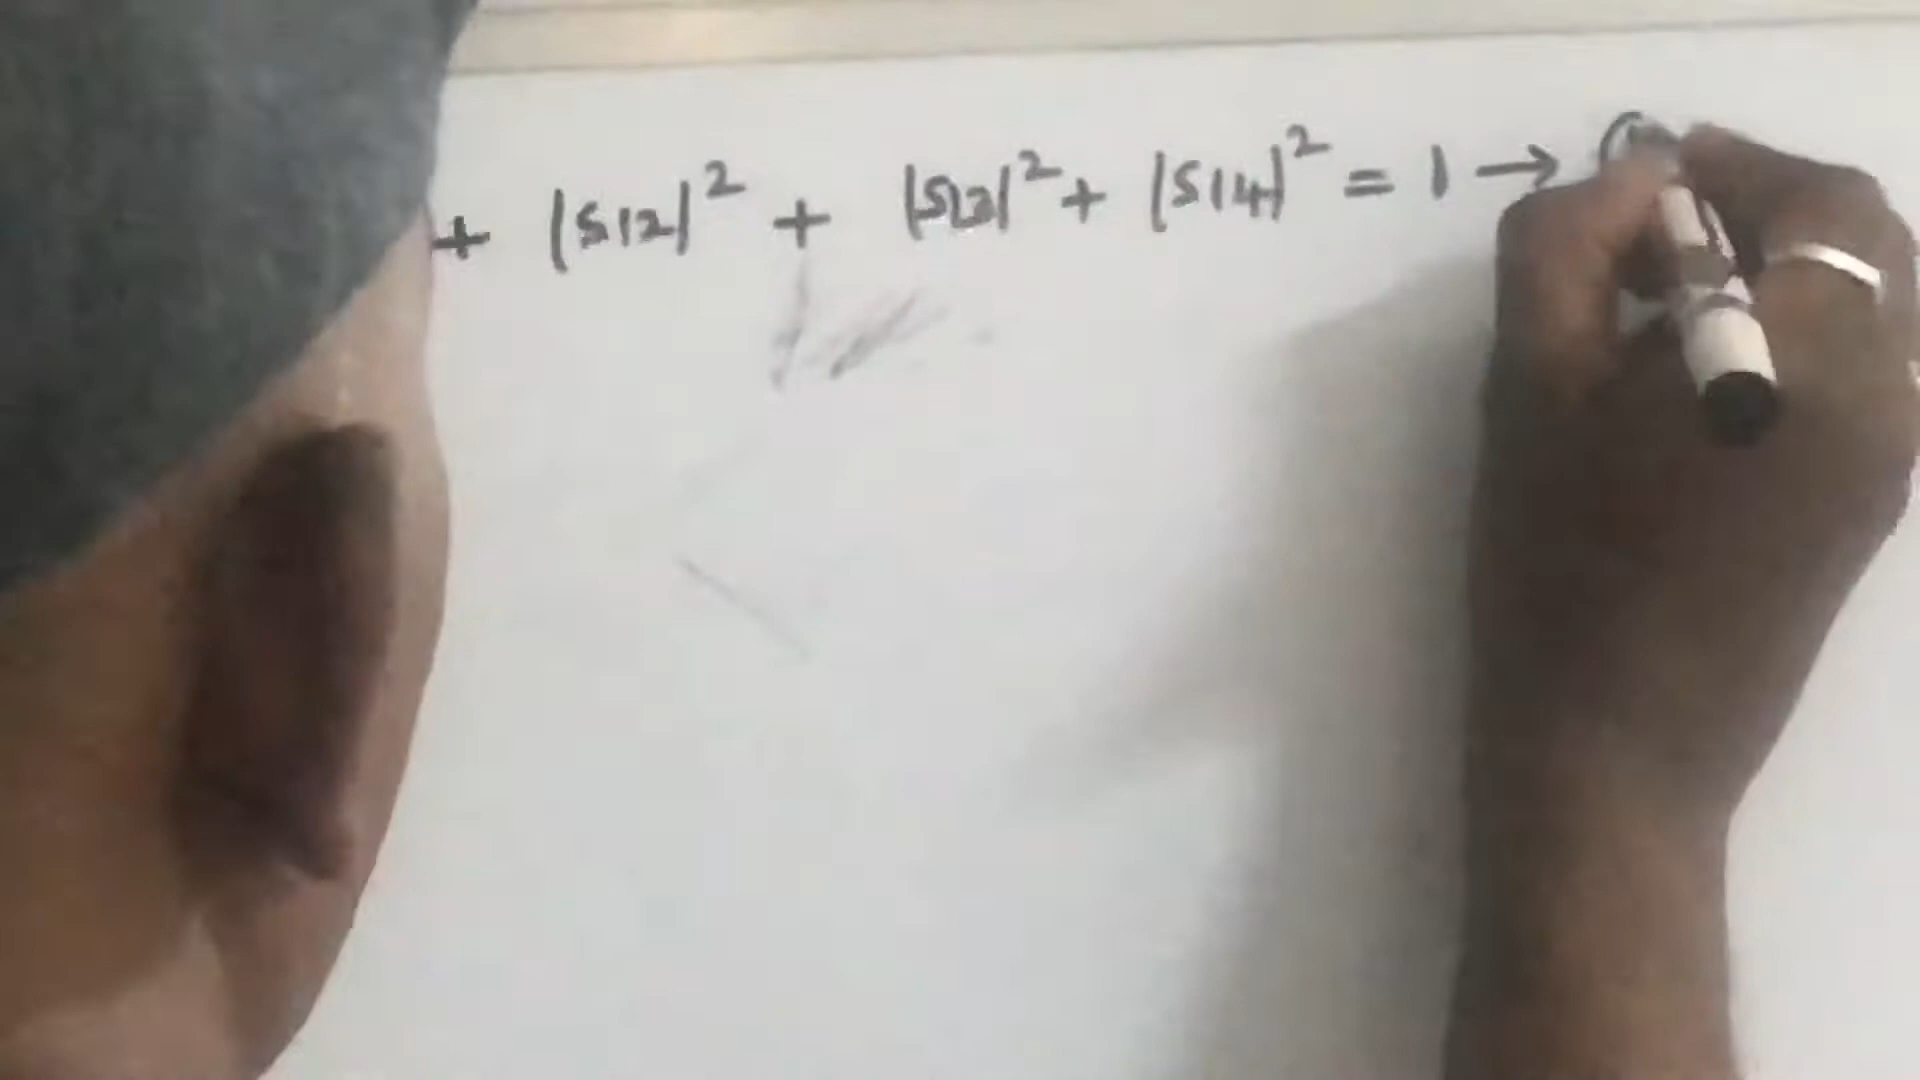 + |S12|² + |S13|² + |S14|² = 1 →